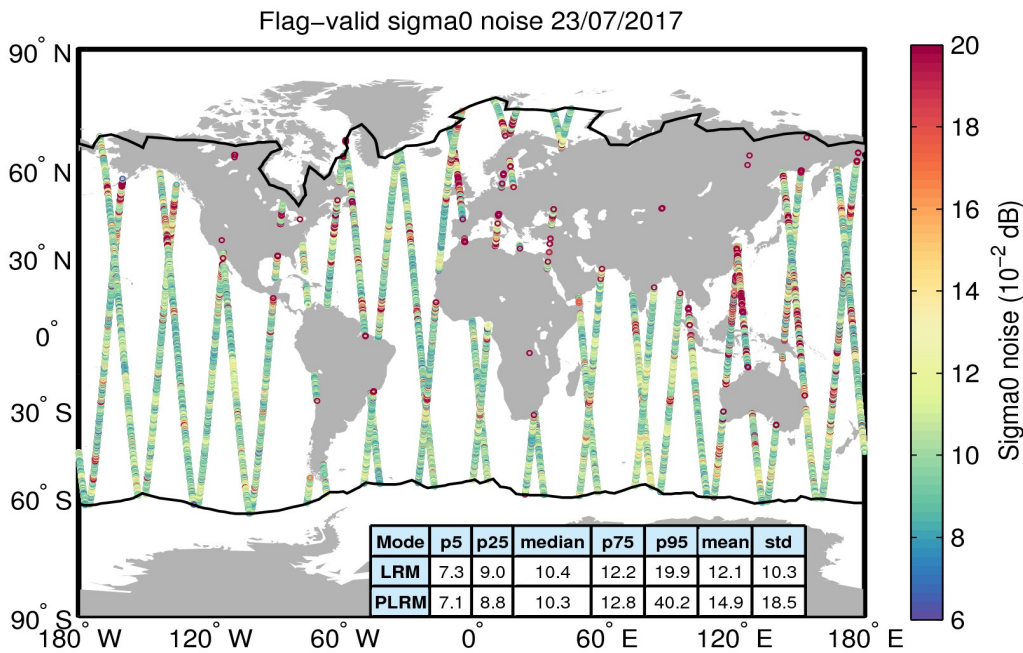 Flag−valid sigma0 noise 23/07/2017
90° N
60° N
30° N
0°
30° S
60° S
90° S
180° W
120° W
60° W
0°
60° E
120° E
180° E
Mode p5 p25 median p75 p95 mean std
LRM 7.3 9.0 10.4 12.2 19.9 12.1 10.3
PLRM 7.1 8.8 10.3 12.8 40.2 14.9 18.5
20
18
16
14
12
10
8
6
Sigma0 noise (10⁻² dB)